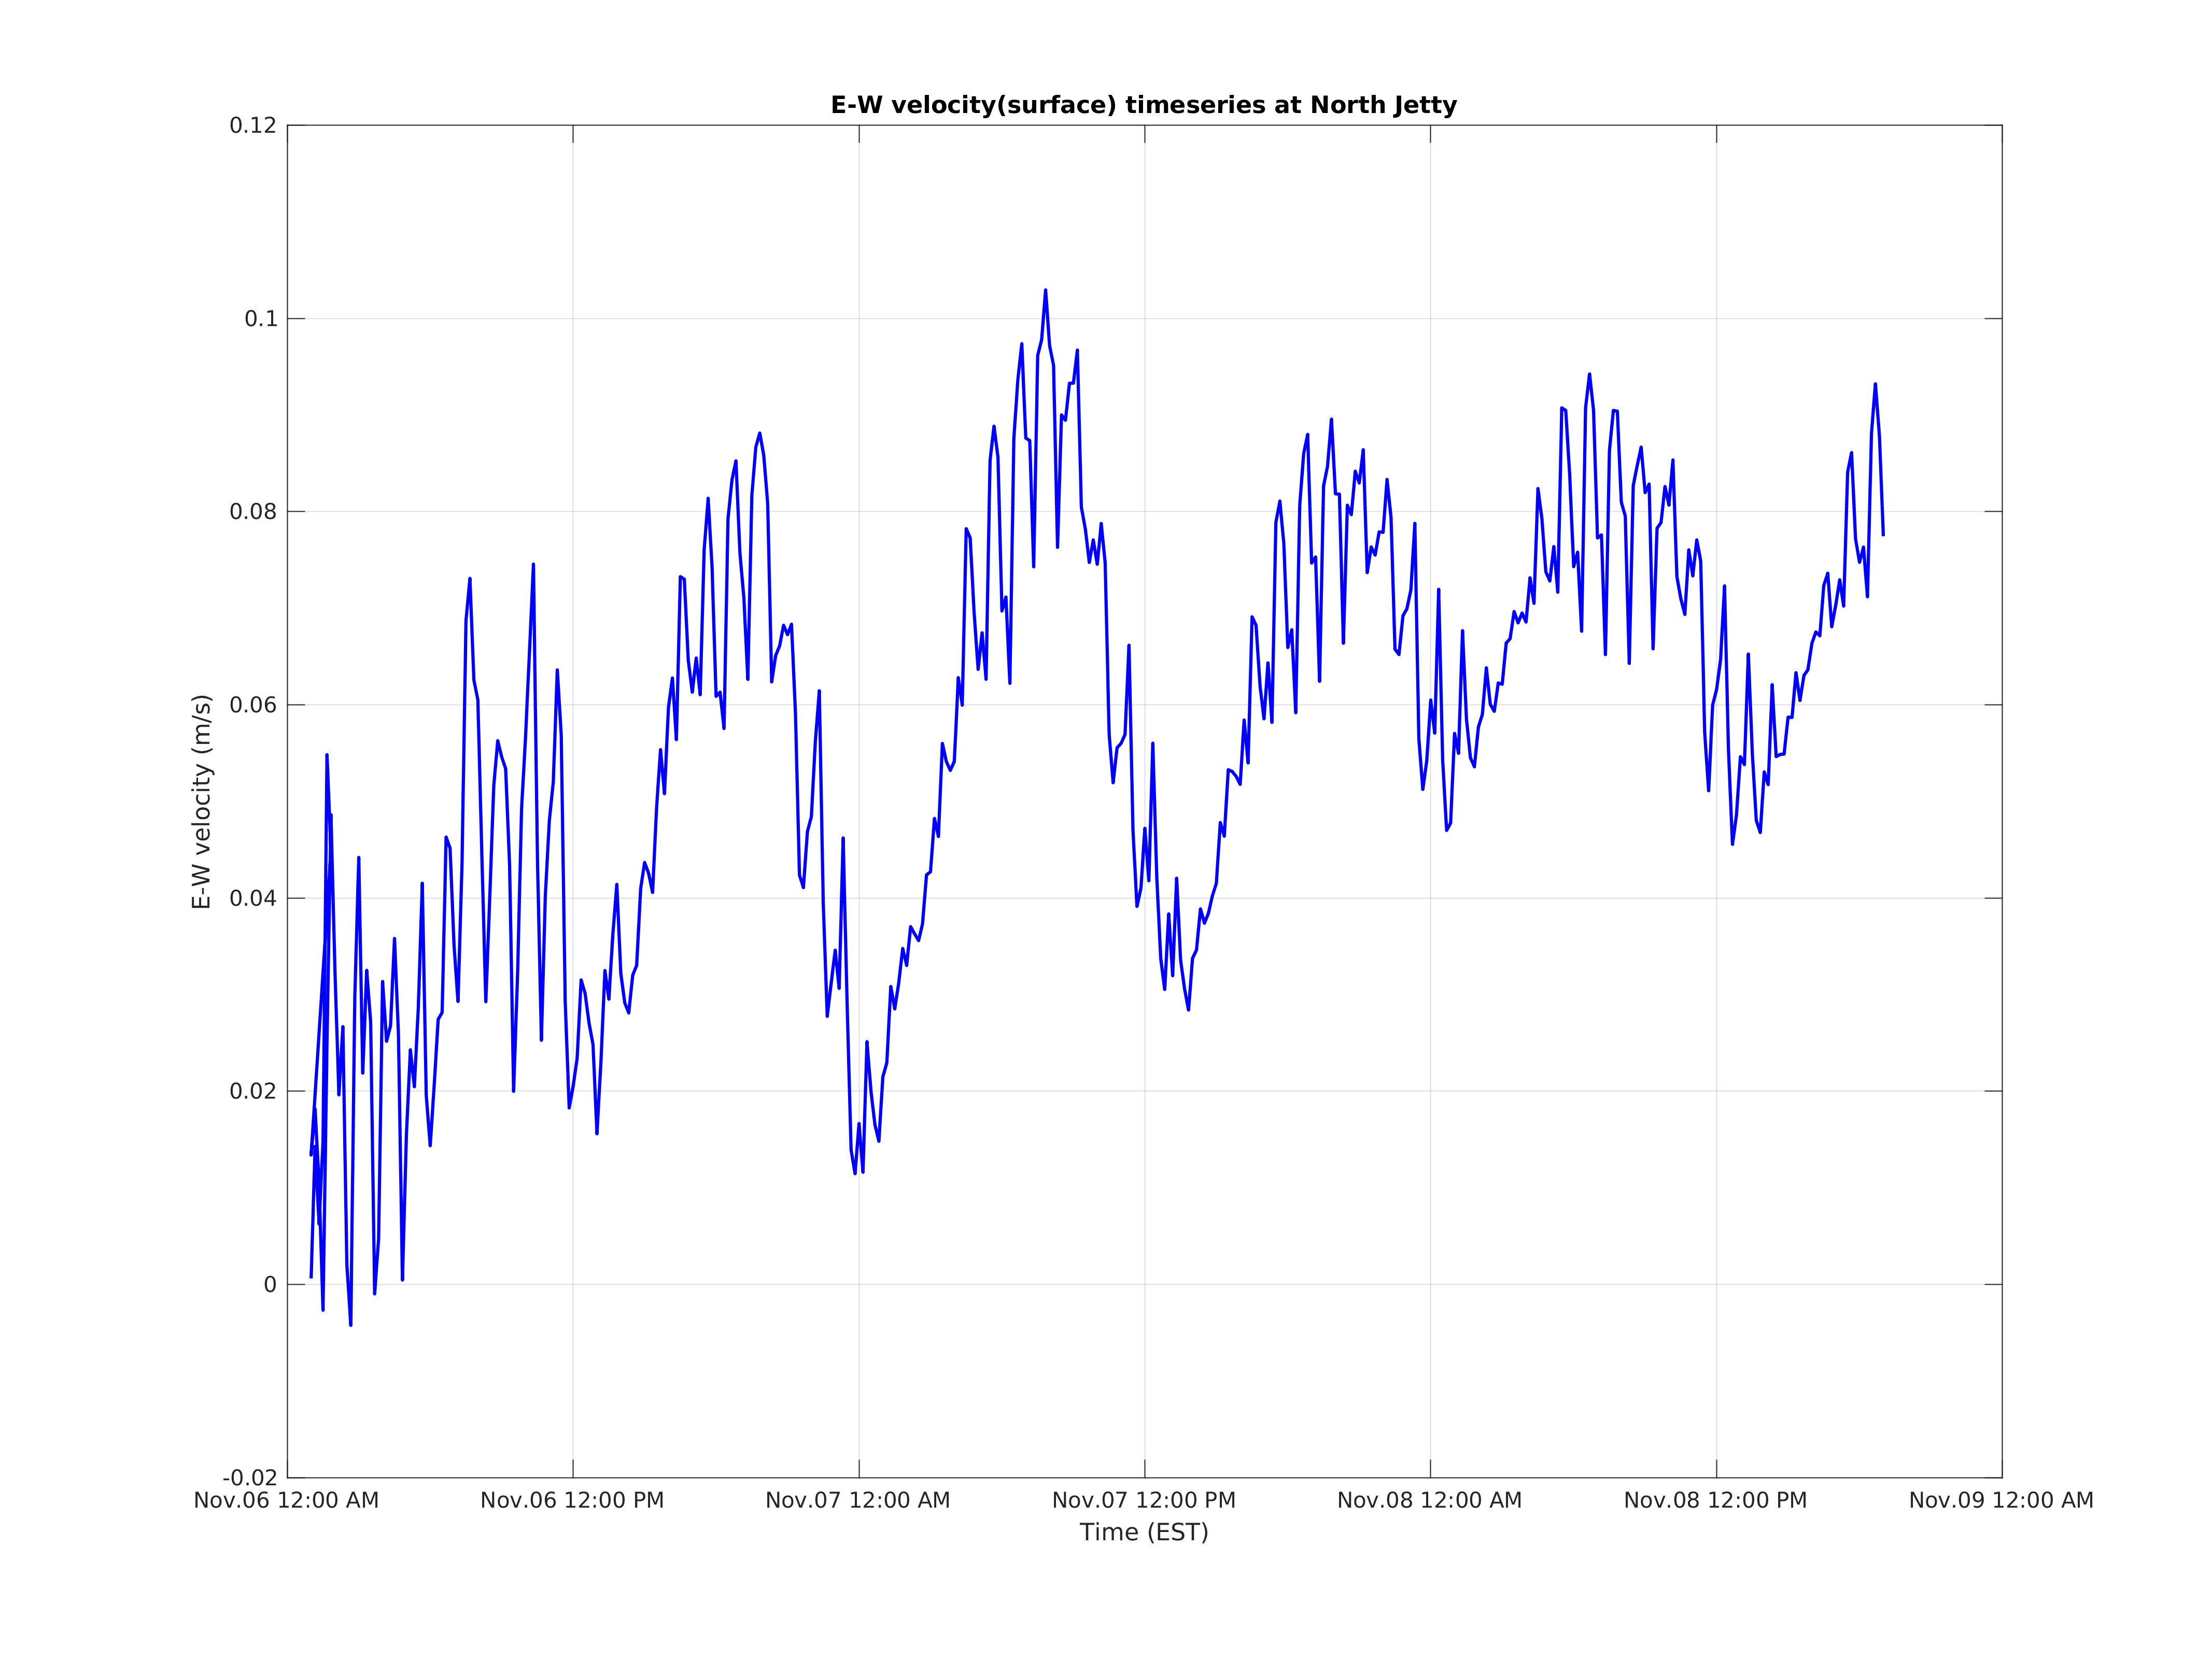 E-W velocity(surface) timeseries at North Jetty
0.12
0.1
0.08
0.06
0.04
0.02
0
-0.02
E-W velocity (m/s)
Nov.06 12:00 AM Nov.06 12:00 PM Nov.07 12:00 AM Nov.07 12:00 PM Nov.08 12:00 AM Nov.08 12:00 PM Nov.09 12:00 AM
Time (EST)